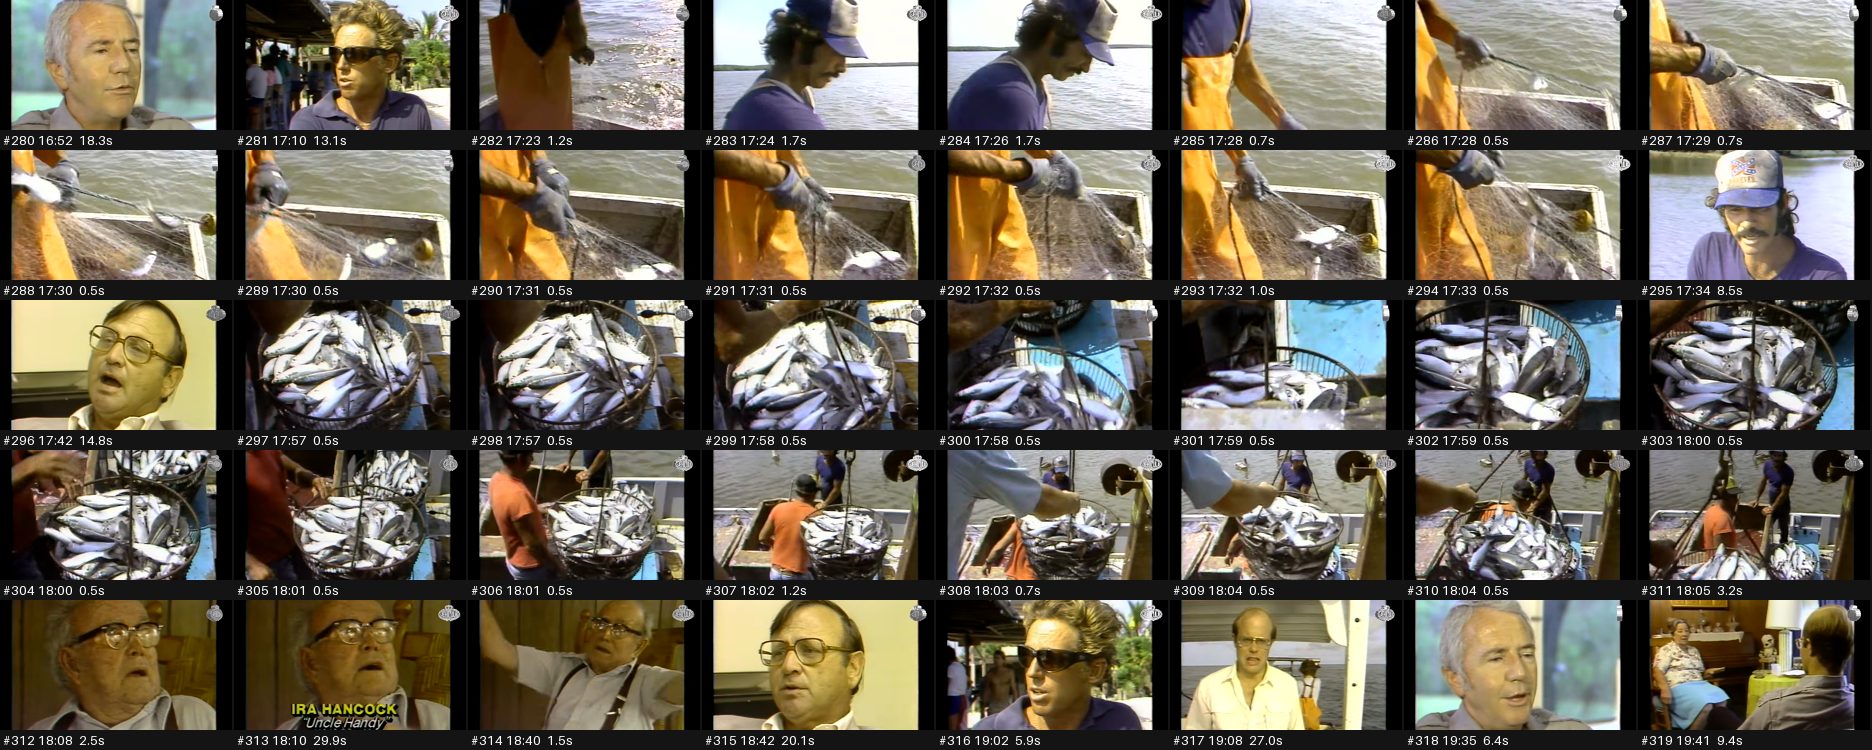 #280 16:52 18.3s
#281 17:10 13.1s
#282 17:23 1.2s
#283 17:24 1.7s
#284 17:26 1.7s
#285 17:28 0.7s
#286 17:28 0.5s
#287 17:29 0.7s
#288 17:30 0.5s
#289 17:30 0.5s
#290 17:31 0.5s
#291 17:31 0.5s
#292 17:32 0.5s
#293 17:32 1.0s
#294 17:33 0.5s
#295 17:34 8.5s
#296 17:42 14.8s
#297 17:57 0.5s
#298 17:57 0.5s
#299 17:58 0.5s
#300 17:58 0.5s
#301 17:59 0.5s
#302 17:59 0.5s
#303 18:00 0.5s
#304 18:00 0.5s
#305 18:01 0.5s
#306 18:01 0.5s
#307 18:02 1.2s
#308 18:03 0.7s
#309 18:04 0.5s
#310 18:04 0.5s
#311 18:05 3.2s
IRA HANCOCK
"Uncle Handy"
#312 18:08 2.5s
#313 18:10 29.9s
#314 18:40 1.5s
#315 18:42 20.1s
#316 19:02 5.9s
#317 19:08 27.0s
#318 19:35 6.4s
#319 19:41 9.4s